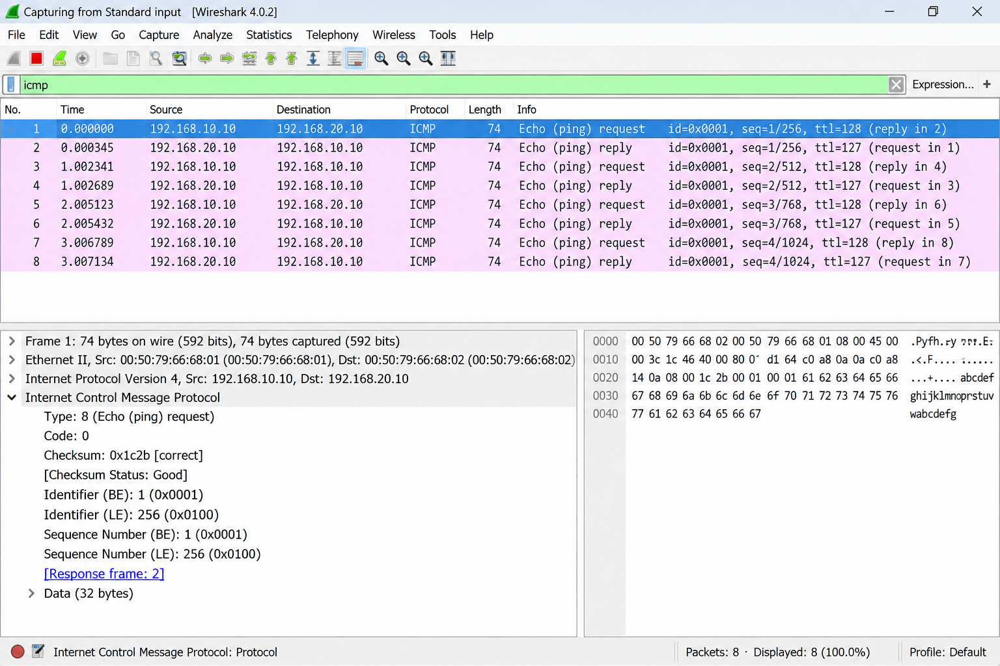 Capturing from Standard input [Wireshark 4.0.2]
File Edit View Go Capture Analyze Statistics Telephony Wireless Tools Help
icmp Expression... +
No. Time Source Destination Protocol Length Info
1 0.000000 192.168.10.10 192.168.20.10 ICMP 74 Echo (ping) request id=0x0001, seq=1/256, ttl=128 (reply in 2)
2 0.000345 192.168.20.10 192.168.10.10 ICMP 74 Echo (ping) reply id=0x0001, seq=1/256, ttl=127 (request in 1)
3 1.002341 192.168.10.10 192.168.20.10 ICMP 74 Echo (ping) request id=0x0001, seq=2/512, ttl=128 (reply in 4)
4 1.002689 192.168.20.10 192.168.10.10 ICMP 74 Echo (ping) reply id=0x0001, seq=2/512, ttl=127 (request in 3)
5 2.005123 192.168.10.10 192.168.20.10 ICMP 74 Echo (ping) request id=0x0001, seq=3/768, ttl=128 (reply in 6)
6 2.005432 192.168.20.10 192.168.10.10 ICMP 74 Echo (ping) reply id=0x0001, seq=3/768, ttl=127 (request in 5)
7 3.006789 192.168.10.10 192.168.20.10 ICMP 74 Echo (ping) request id=0x0001, seq=4/1024, ttl=128 (reply in 8)
8 3.007134 192.168.20.10 192.168.10.10 ICMP 74 Echo (ping) reply id=0x0001, seq=4/1024, ttl=127 (request in 7)
Frame 1: 74 bytes on wire (592 bits), 74 bytes captured (592 bits)
Ethernet II, Src: 00:50:79:66:68:01 (00:50:79:66:68:01), Dst: 00:50:79:66:68:02 (00:50:79:66:68:02)
Internet Protocol Version 4, Src: 192.168.10.10, Dst: 192.168.20.10
Internet Control Message Protocol
Type: 8 (Echo (ping) request)
Code: 0
Checksum: 0x1c2b [correct]
[Checksum Status: Good]
Identifier (BE): 1 (0x0001)
Identifier (LE): 256 (0x0100)
Sequence Number (BE): 1 (0x0001)
Sequence Number (LE): 256 (0x0100)
[Response frame: 2]
Data (32 bytes)
0000 00 50 79 66 68 02 00 50 79 66 68 01 08 00 45 00
0010 00 3c 1c 46 40 00 80 d1 64 c0 a8 0a 0a c0 a8
0020 14 0a 08 00 1c 2b 00 01 00 01 61 62 63 64 65 66 ...+.... abcdef
0030 67 68 69 6a 6b 6c 6d 6e 6f 70 71 72 73 74 75 76 ghijklmnoprstuv
0040 77 61 62 63 64 65 66 67 wabcdefg
Internet Control Message Protocol: Protocol
Packets: 8 · Displayed: 8 (100.0%)
Profile: Default